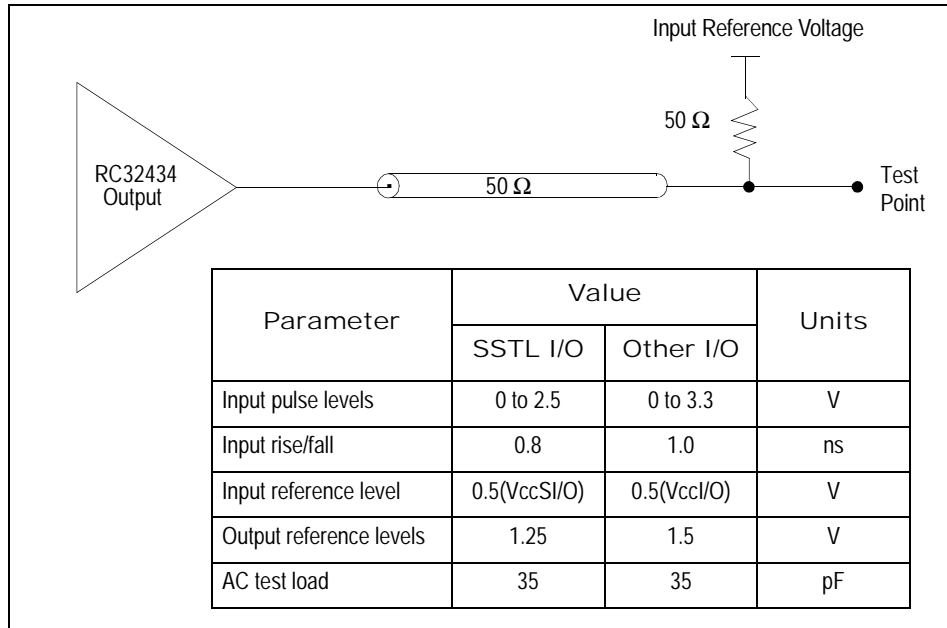 Input Reference Voltage
50 Ω
RC32434
Output
50 Ω
Test
Point
Parameter Value Units
SSTL I/O Other I/O
Input pulse levels 0 to 2.5 0 to 3.3 V
Input rise/fall 0.8 1.0 ns
Input reference level 0.5(VccSI/O) 0.5(VccI/O) V
Output reference levels 1.25 1.5 V
AC test load 35 35 pF